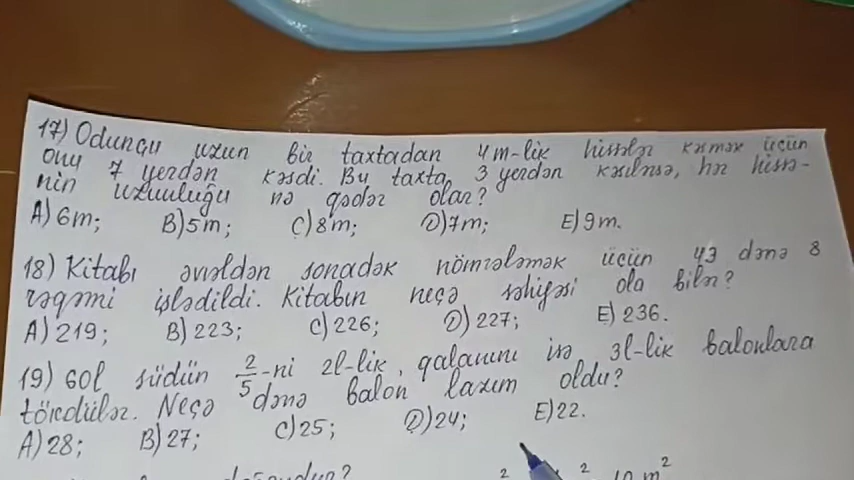 17) Odunçu uzun bir taxtadan 4m-lik hissələr kəsmək üçün
onu 7 yerdən kəsdi. Bu taxta 3 yerdən kəsilərsə, hər hissə-
nin uzunluğu nə qədər olar?
A) 6m; B) 5m; C) 8m; D) 7m; E) 9m.
18) Kitabı əvəldən sonadək nömrələmək üçün 43 dənə 8
rəqəmi işlədildi. Kitabın neçə səhifəsi ola bilər?
A) 219; B) 223; C) 226; D) 227; E) 236.
19) 60l südün 2/5-ni 2l-lik, qalanını isə 3l-lik balonlara
tökdülər. Neçə dənə balon lazım oldu?
A) 28; B) 27; C) 25; D) 24; E) 22.